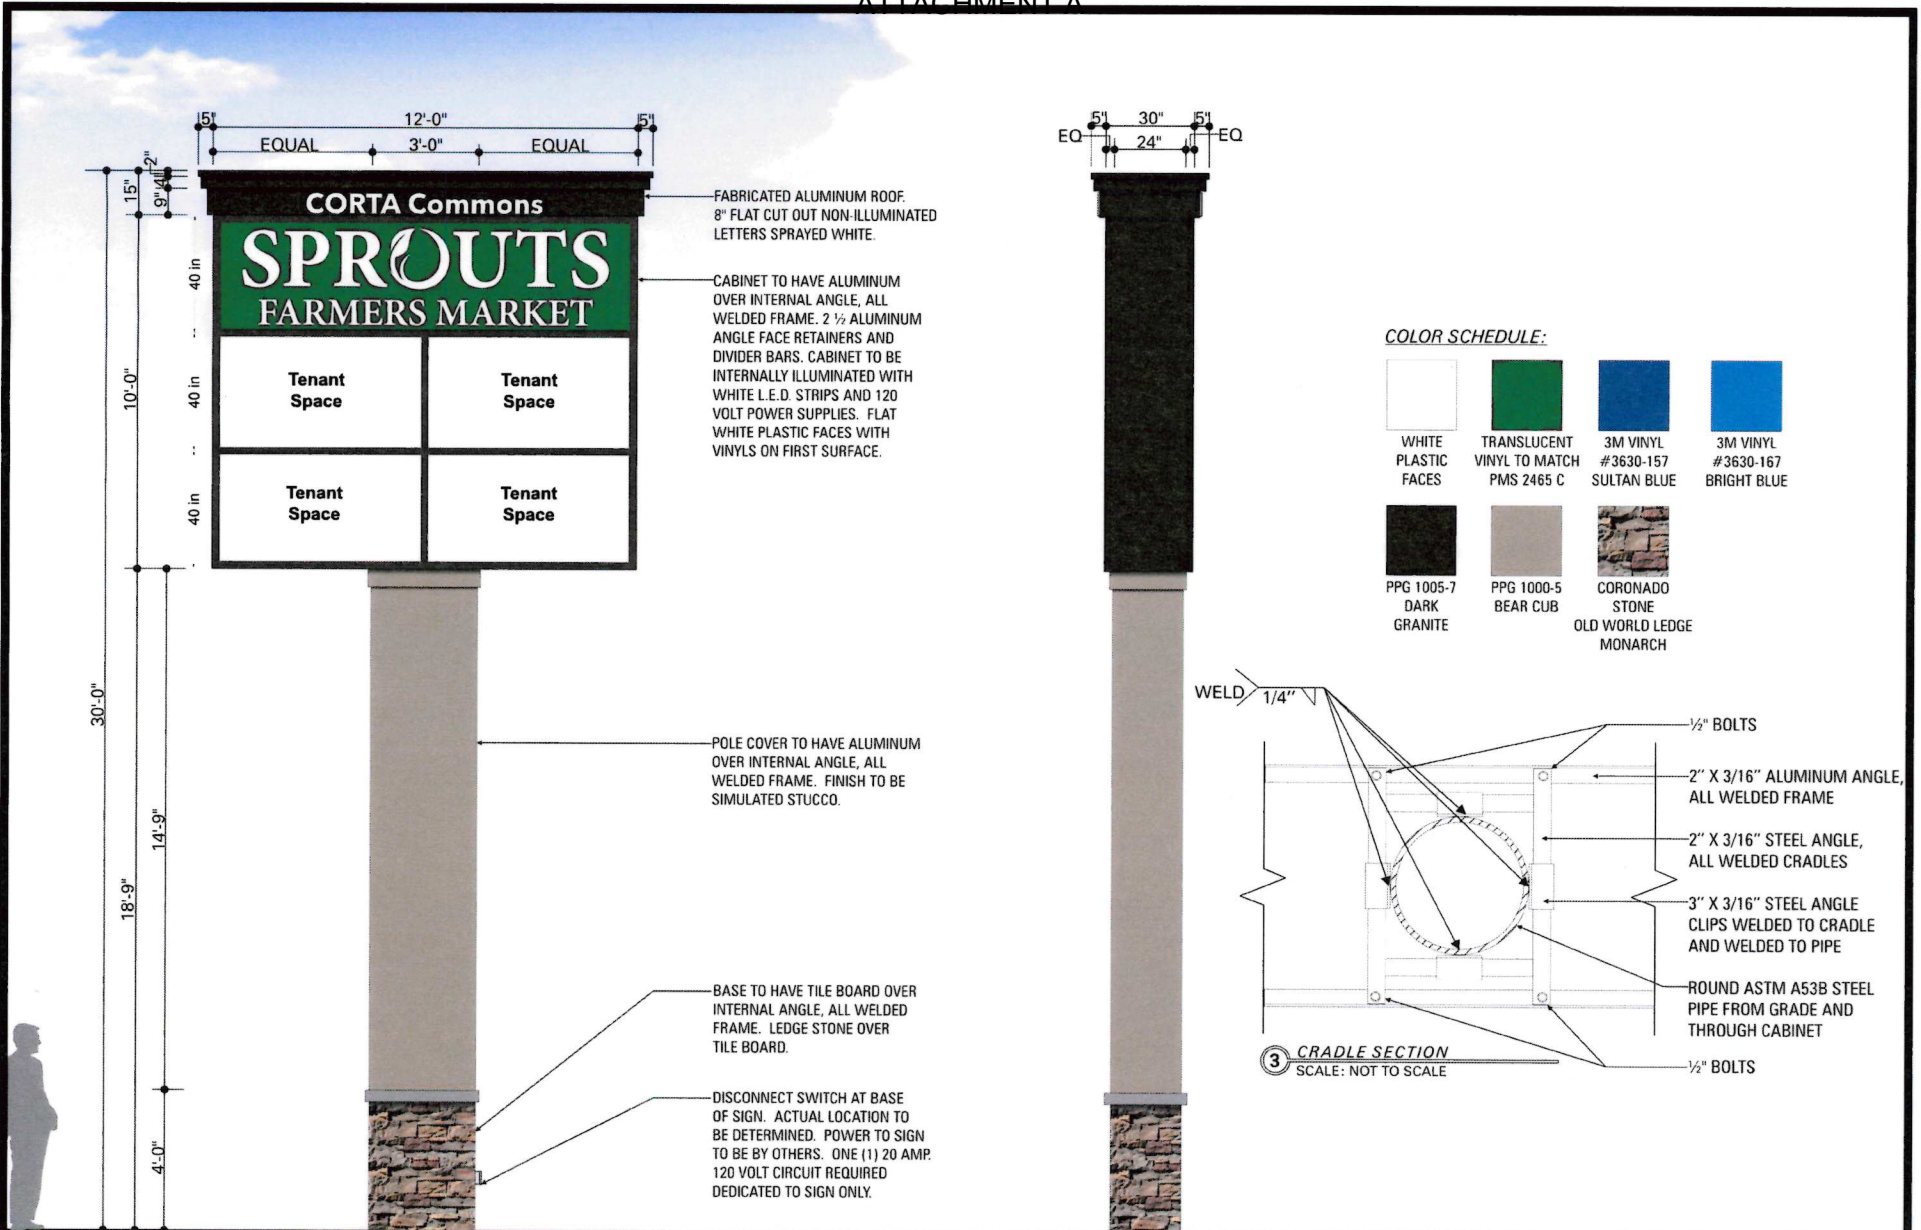 ATTACHMENT A
5" 12'-0" 5"
EQUAL 3'-0" EQUAL
2"
4"
9"
15"
10'-0"
30'-0"
18'-9"
14'-9"
4'-0"
40 in
40 in
40 in
CORTA Commons
SPROUTS
FARMERS MARKET
Tenant
Space
Tenant
Space
Tenant
Space
Tenant
Space
FABRICATED ALUMINUM ROOF.
8" FLAT CUT OUT NON-ILLUMINATED
LETTERS SPRAYED WHITE.
CABINET TO HAVE ALUMINUM
OVER INTERNAL ANGLE, ALL
WELDED FRAME. 2 ½ ALUMINUM
ANGLE FACE RETAINERS AND
DIVIDER BARS. CABINET TO BE
INTERNALLY ILLUMINATED WITH
WHITE L.E.D. STRIPS AND 120
VOLT POWER SUPPLIES. FLAT
WHITE PLASTIC FACES WITH
VINYLS ON FIRST SURFACE.
POLE COVER TO HAVE ALUMINUM
OVER INTERNAL ANGLE, ALL
WELDED FRAME. FINISH TO BE
SIMULATED STUCCO.
BASE TO HAVE TILE BOARD OVER
INTERNAL ANGLE, ALL WELDED
FRAME. LEDGE STONE OVER
TILE BOARD.
DISCONNECT SWITCH AT BASE
OF SIGN. ACTUAL LOCATION TO
BE DETERMINED. POWER TO SIGN
TO BE BY OTHERS. ONE (1) 20 AMP.
120 VOLT CIRCUIT REQUIRED
DEDICATED TO SIGN ONLY.
5" 30" 5"
EQ 24" EQ
COLOR SCHEDULE:
WHITE
PLASTIC
FACES
TRANSLUCENT
VINYL TO MATCH
PMS 2465 C
3M VINYL
#3630-157
SULTAN BLUE
3M VINYL
#3630-167
BRIGHT BLUE
PPG 1005-7
DARK
GRANITE
PPG 1000-5
BEAR CUB
CORONADO
STONE
OLD WORLD LEDGE
MONARCH
WELD 1/4"
½" BOLTS
2" X 3/16" ALUMINUM ANGLE,
ALL WELDED FRAME
2" X 3/16" STEEL ANGLE,
ALL WELDED CRADLES
3" X 3/16" STEEL ANGLE
CLIPS WELDED TO CRADLE
AND WELDED TO PIPE
ROUND ASTM A53B STEEL
PIPE FROM GRADE AND
THROUGH CABINET
½" BOLTS
3 CRADLE SECTION
SCALE: NOT TO SCALE